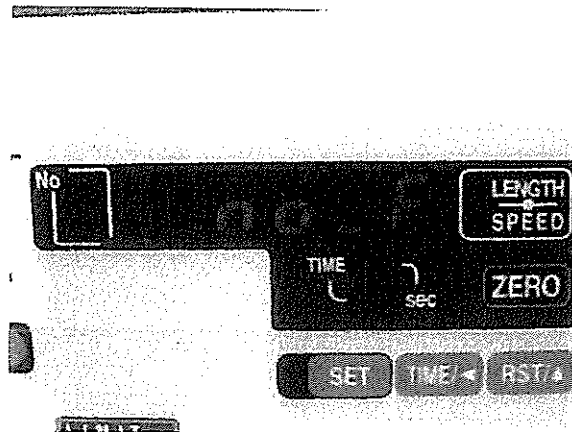 No
LENGTH
SPEED
TIME
sec
ZERO
SET TIME/◄ RST/▲